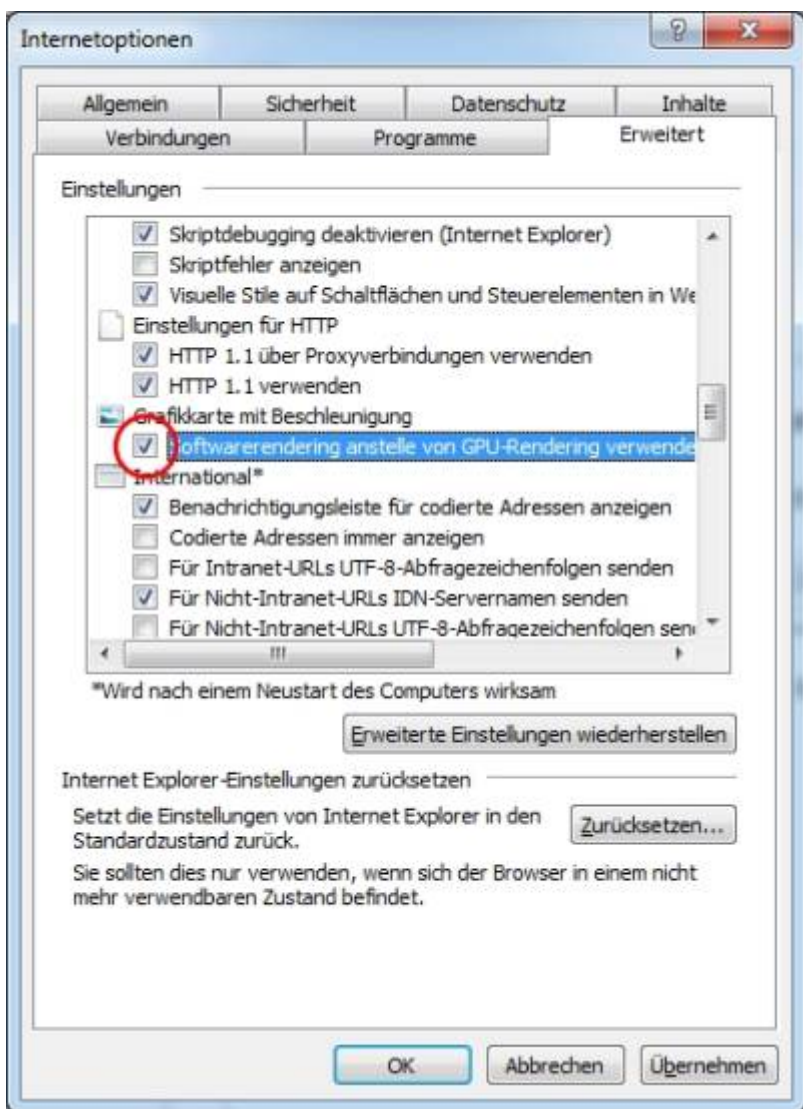 Internetoptionen
Allgemein Sicherheit Datenschutz Inhalte
Verbindungen Programme Erweitert
Einstellungen
Skriptdebugging deaktivieren (Internet Explorer)
Skriptfehler anzeigen
Visuelle Stile auf Schaltflächen und Steuerelementen in We
Einstellungen für HTTP
HTTP 1.1 über Proxyverbindungen verwenden
HTTP 1.1 verwenden
Grafikkarte mit Beschleunigung
Softwarerendering anstelle von GPU-Rendering verwende
International*
Benachrichtigungsleiste für codierte Adressen anzeigen
Codierte Adressen immer anzeigen
Für Intranet-URLs UTF-8-Abfragezeichenfolgen senden
Für Nicht-Intranet-URLs IDN-Servernamen senden
Für Nicht-Intranet-URLs UTF-8-Abfragezeichenfolgen sen
*Wird nach einem Neustart des Computers wirksam
Erweiterte Einstellungen wiederherstellen
Internet Explorer-Einstellungen zurücksetzen
Setzt die Einstellungen von Internet Explorer in den
Standardzustand zurück.
Zurücksetzen...
Sie sollten dies nur verwenden, wenn sich der Browser in einem nicht
mehr verwendbaren Zustand befindet.
OK Abbrechen Übernehmen